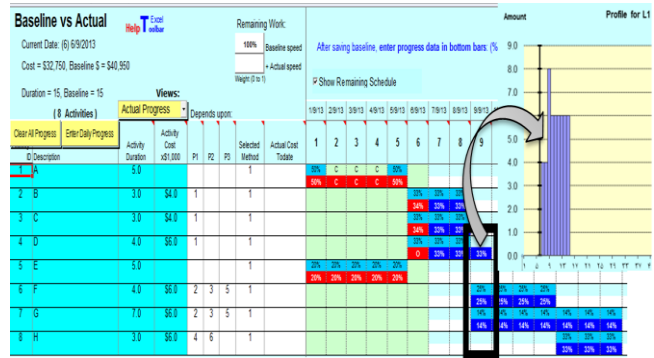 Baseline vs Actual
Help
Excel
Toolbar
Remaining Work:
Current Date: (6) 6/9/2013
100% Baseline speed
+ Actual speed
Weight (0 to 1)
Cost = $32,750, Baseline $ = $40,950
Duration = 15, Baseline = 15
( 8 Activities )
Views:
Actual Progress
Depends upon:
After saving baseline, enter progress data in bottom bars: (%
Show Remaining Schedule
Amount
Profile for L1
9.0
8.0
7.0
5.0
4.0
3.0
2.0
1.0
0.0
1/9/13 2/9/13 3/9/13 4/9/13 5/9/13 6/9/13 7/9/13 8/9/13
Clear All Progress Enter Daily Progress
ID Description Activity Duration Activity Cost x$1,000 P1 P2 P3 Selected Method Actual Cost Todate 1 2 3 4 5 6 7 8 9
1 A 5.0 1 50% C C C 50%
50% C C C 50%
2 B 3.0 $4.0 1 1 33% 33% 33%
34% 33% 33%
3 C 3.0 $4.0 1 1 33% 33% 33%
34% 33% 33%
4 D 4.0 $6.0 1 1
0 33% 33% 33%
5 E 5.0 1 20% 20% 20% 20% 20%
20% 20% 20% 20% 20%
6 F 4.0 $6.0 2 3 5 1 25% 25% 25% 25%
25% 25% 25% 25%
7 G 7.0 $6.0 2 3 5 1 14% 14% 14% 14% 14% 14% 14%
14% 14% 14% 14% 14% 14% 14%
8 H 3.0 $6.0 4 6 1 33% 33% 33%
33% 33% 33%